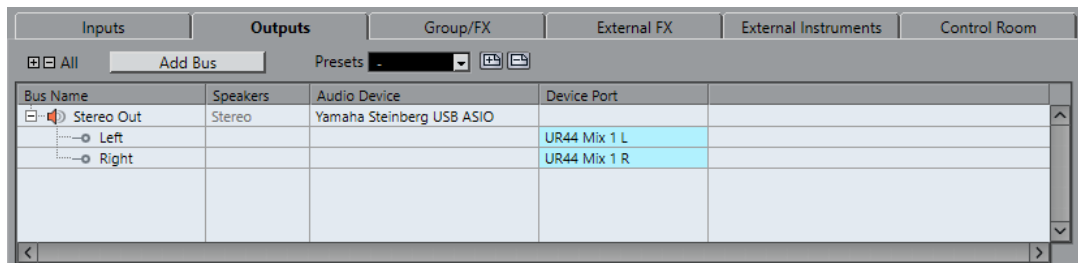 Inputs Outputs Group/FX External FX External Instruments Control Room
All Add Bus Presets -
Bus Name Speakers Audio Device Device Port
Stereo Out Stereo Yamaha Steinberg USB ASIO
Left UR44 Mix 1 L
Right UR44 Mix 1 R